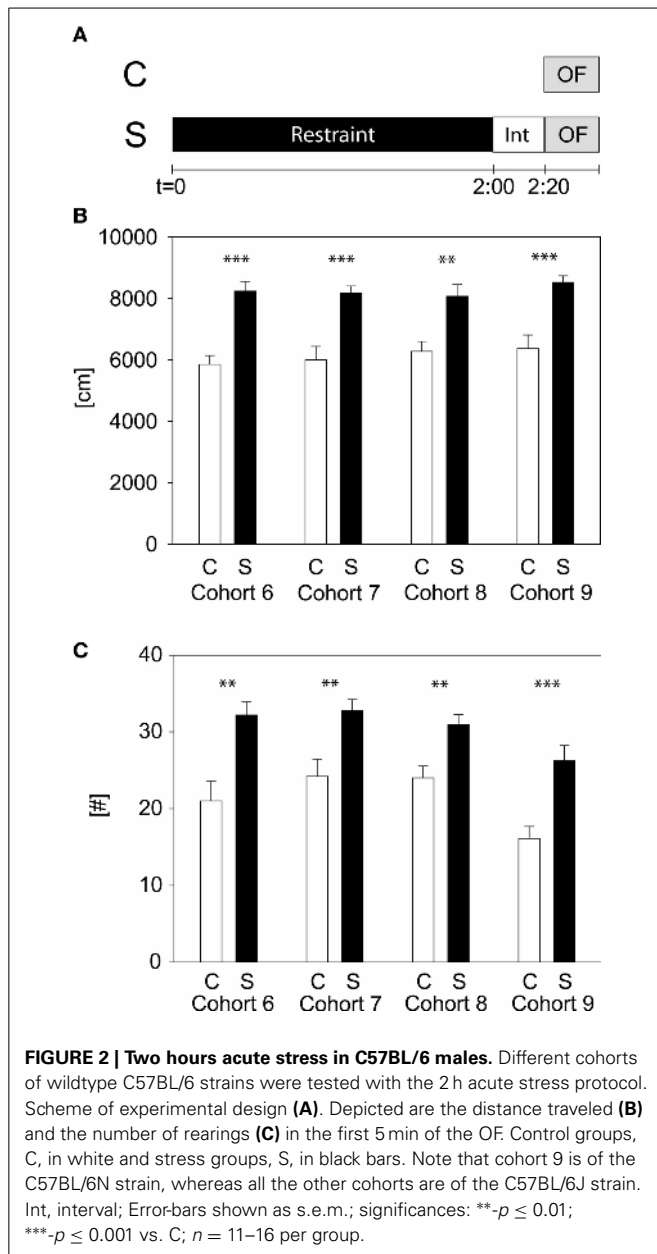 A
C
OF
S
Restraint
Int
OF
t=0
2:00
2:20
B
10000
8000
6000
4000
2000
0
[cm]
***
***
**
***
C S C S C S C S
Cohort 6 Cohort 7 Cohort 8 Cohort 9
C
40
30
20
10
0
[#]
**
**
**
***
C S C S C S C S
Cohort 6 Cohort 7 Cohort 8 Cohort 9
FIGURE 2 | Two hours acute stress in C57BL/6 males. Different cohorts
of wildtype C57BL/6 strains were tested with the 2 h acute stress protocol.
Scheme of experimental design (A). Depicted are the distance traveled (B)
and the number of rearings (C) in the first 5 min of the OF. Control groups,
C, in white and stress groups, S, in black bars. Note that cohort 9 is of the
C57BL/6N strain, whereas all the other cohorts are of the C57BL/6J strain.
Int, interval; Error-bars shown as s.e.m.; significances: **-p ≤ 0.01;
***-p ≤ 0.001 vs. C; n = 11–16 per group.